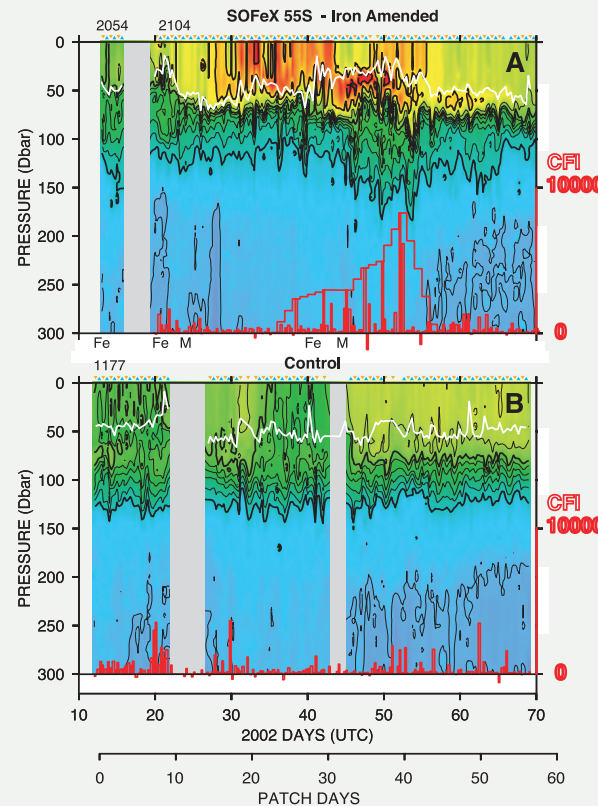 SOFeX 55S - Iron Amended
2054 2104
A
0
50
100
150
200
250
300
PRESSURE (Dbar)
CFI
10000
0
Fe Fe M Fe M
1177 Control
B
0
50
100
150
200
250
300
PRESSURE (Dbar)
CFI
10000
0
10 20 30 40 50 60 70
2002 DAYS (UTC)
0 10 20 30 40 50 60
PATCH DAYS